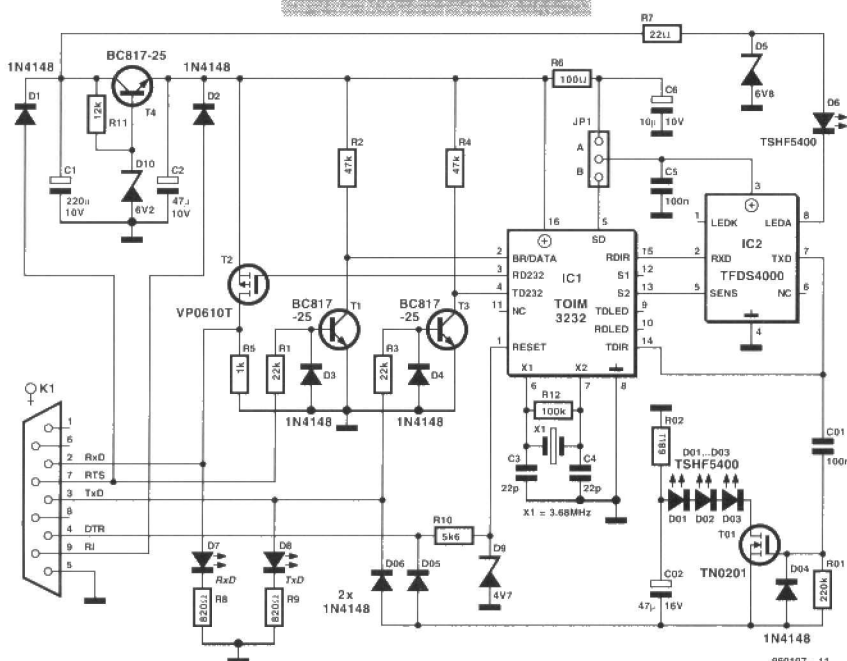 R7
22Ω
BC817-25
1N4148
1N4148
D1
D2
T4
12k
R11
C1
220µ
10V
D10
6V2
C2
47µ
10V
R2
47k
R4
47k
R6
100Ω
C6
10µ 10V
JP1
A
B
C5
100n
D5
6V8
D6
TSHF5400
T2
VP0610T
BC817
-25
T1
BC817
-25
T3
R5
1k
R1
22k
D3
R3
22k
D4
1N4148
1N4148
16
5
SD
2
BR/DATA
3
RD232
4
TD232
11
NC
1
RESET
IC1
TOIM
3232
RDIR
15
S1
12
S2
13
TDLED
9
RDLED
10
TDIR
14
X1
X2
6
7
8
R12
100k
X1
C3
22p
C4
22p
X1 = 3.68MHz
3
1
LEDK
LEDA
8
IC2
2
RXD
TXD
7
TFDS4000
5
SENS
NC
6
4
K1
1
6
2
RxD
7
RTS
3
TxD
8
4
DTR
9
RI
5
D7
RxD
R8
820Ω
D8
TxD
R9
820Ω
D06
D05
2x
1N4148
R10
5k6
D9
4V7
R02
68Ω
D01...D03
TSHF5400
D01
D02
D03
C01
100n
T01
TN0201
C02
47µ
16V
D04
1N4148
R01
220k